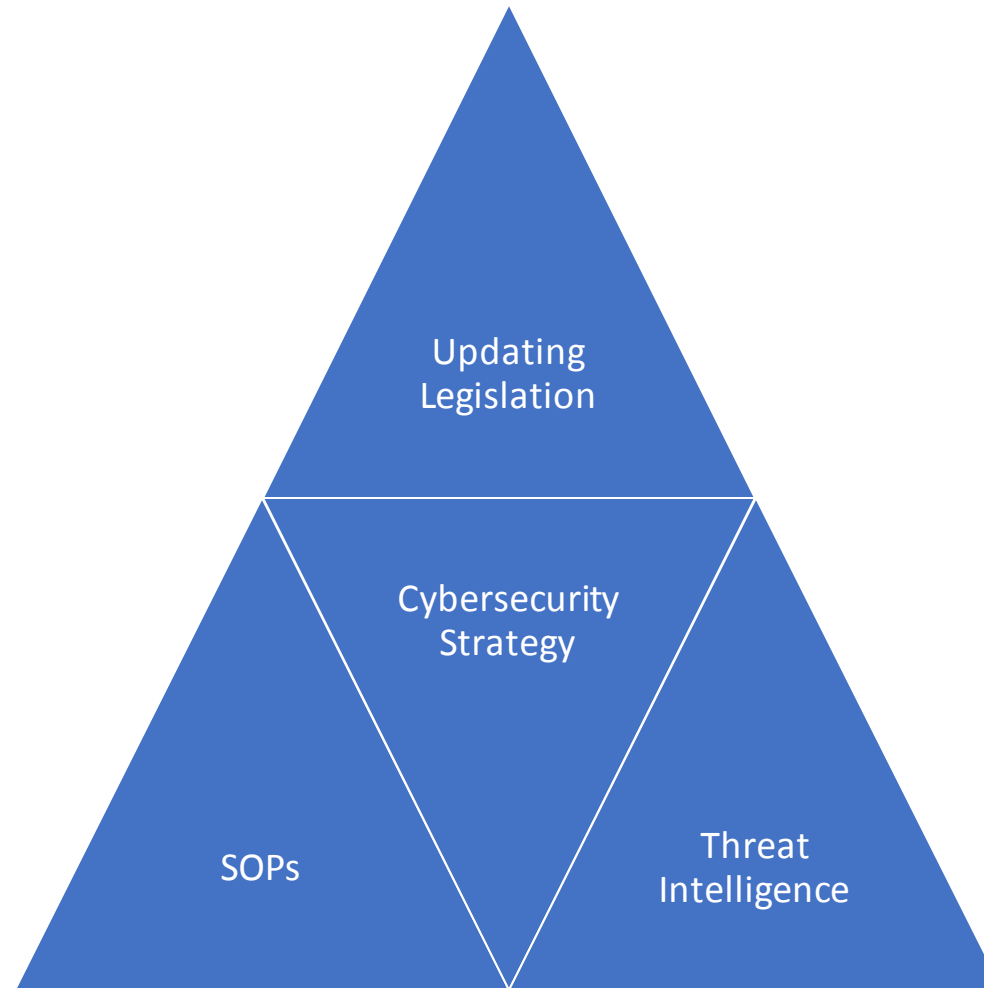 Updating
Legislation
Cybersecurity
Strategy
SOPs
Threat
Intelligence